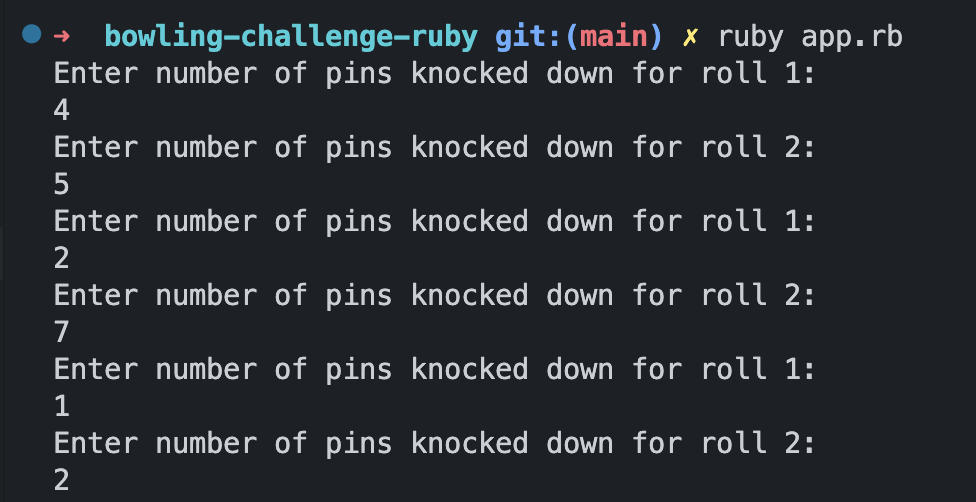 ➜  bowling-challenge-ruby git:(main) ✗ ruby app.rb
Enter number of pins knocked down for roll 1:
4
Enter number of pins knocked down for roll 2:
5
Enter number of pins knocked down for roll 1:
2
Enter number of pins knocked down for roll 2:
7
Enter number of pins knocked down for roll 1:
1
Enter number of pins knocked down for roll 2:
2